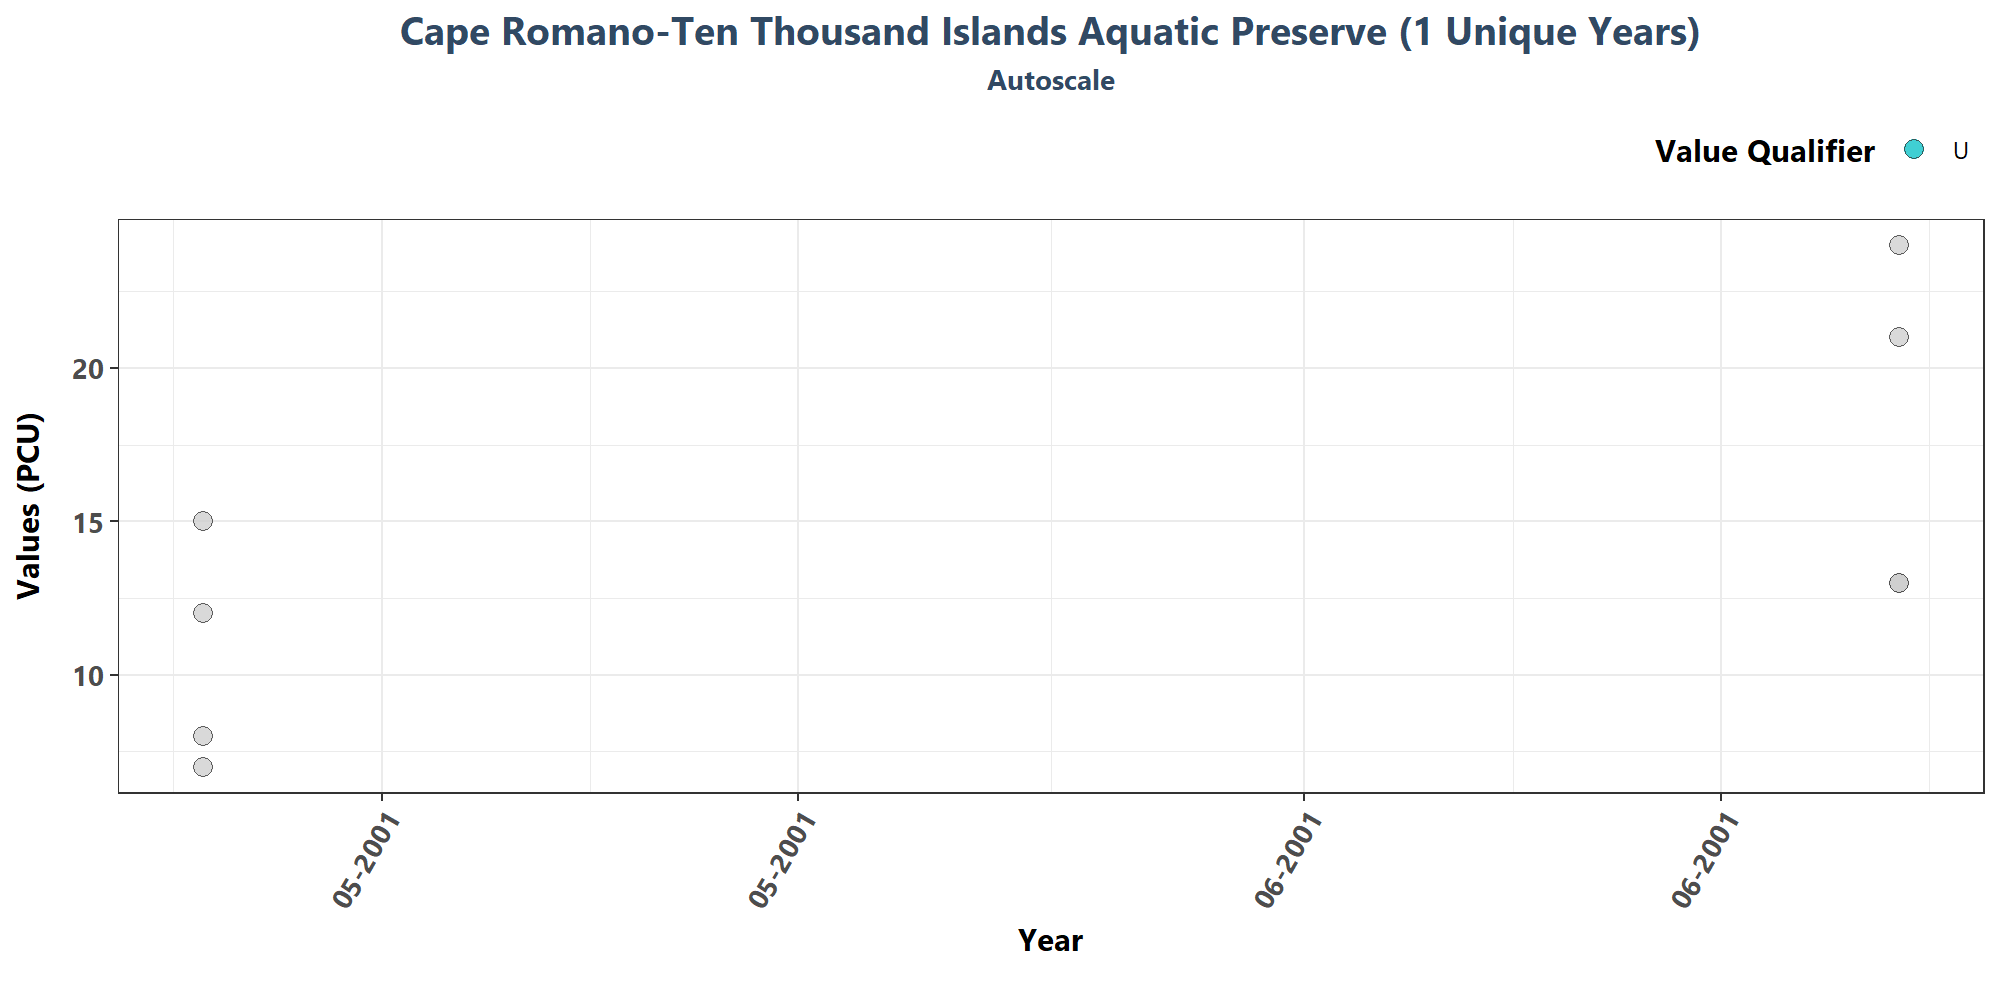 Cape Romano-Ten Thousand Islands Aquatic Preserve (1 Unique Years)
Autoscale
Value Qualifier U
Values (PCU)
20
15
10
05-2001 05-2001 06-2001 06-2001
Year